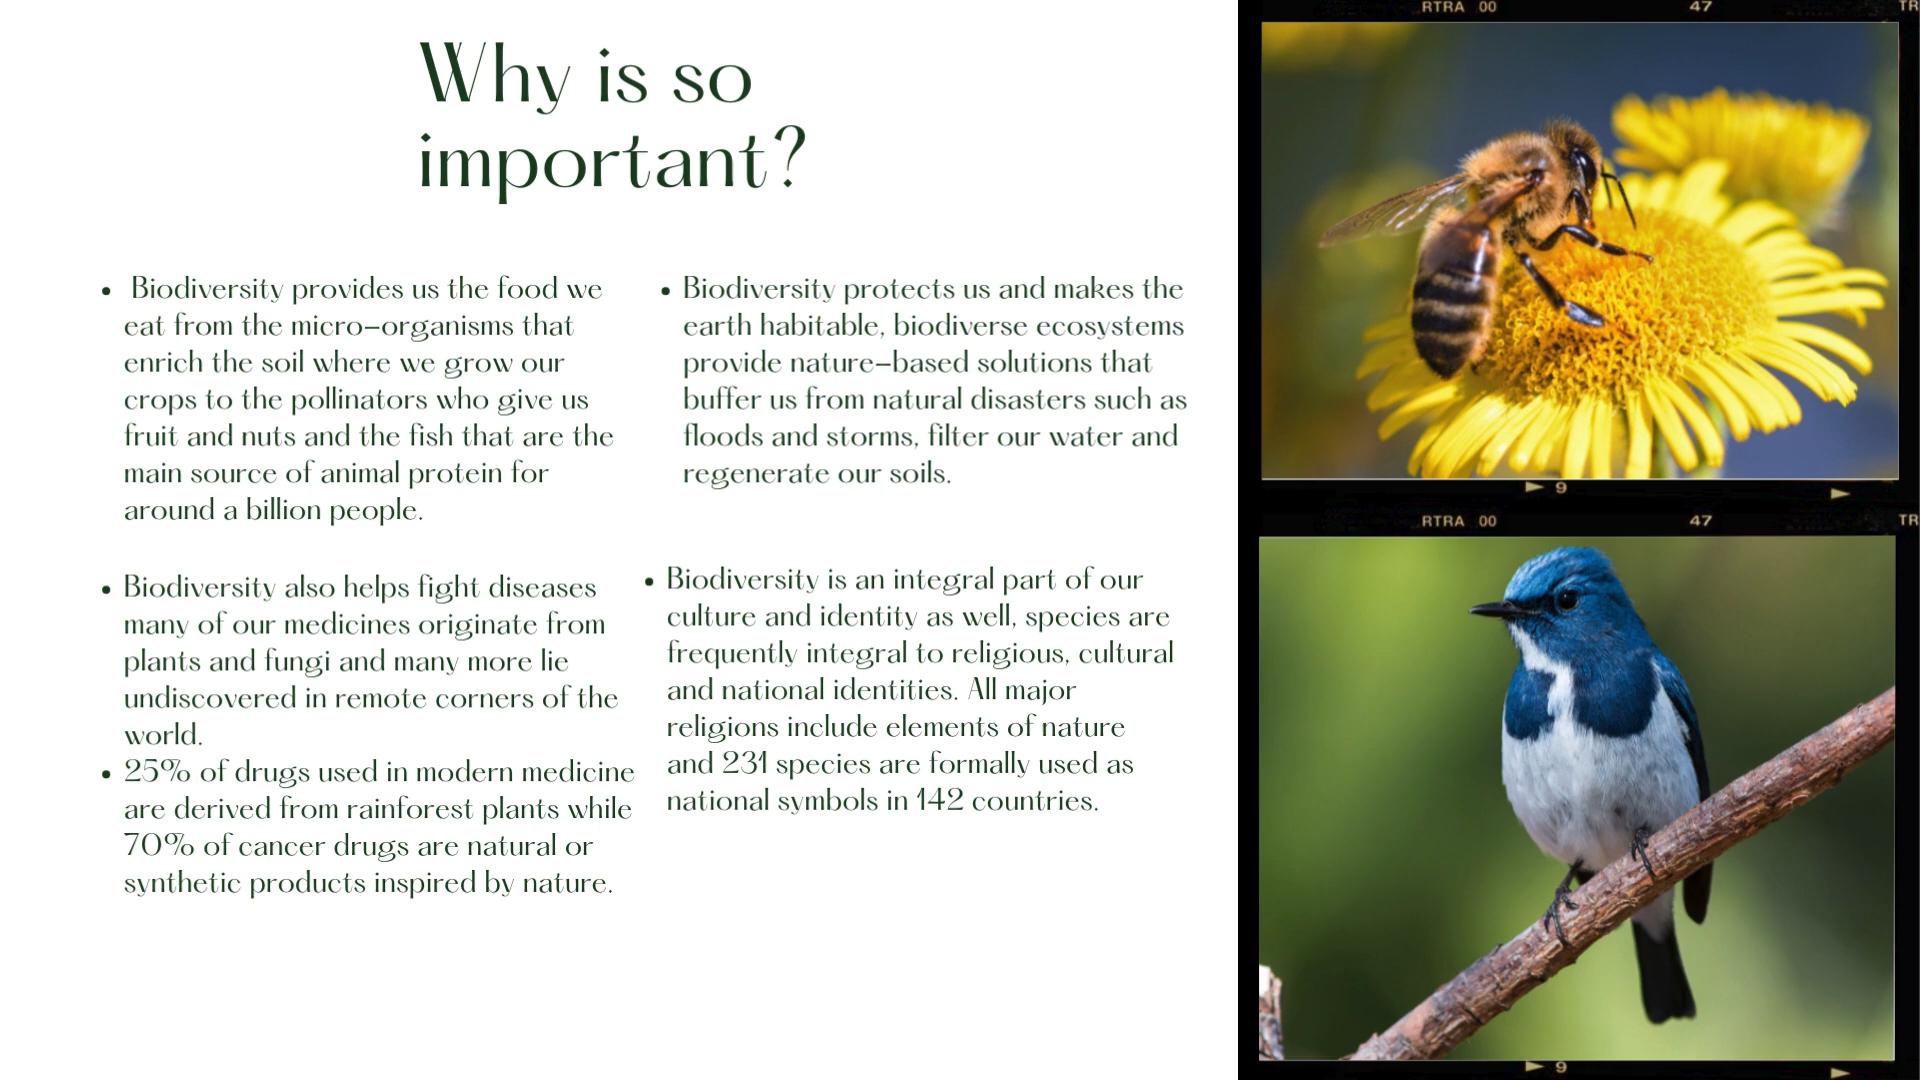 Why is so
important?
• Biodiversity provides us the food we
eat from the micro-organisms that
enrich the soil where we grow our
crops to the pollinators who give us
fruit and nuts and the fish that are the
main source of animal protein for
around a billion people.
• Biodiversity also helps fight diseases
many of our medicines originate from
plants and fungi and many more lie
undiscovered in remote corners of the
world.
• 25% of drugs used in modern medicine
are derived from rainforest plants while
70% of cancer drugs are natural or
synthetic products inspired by nature.
• Biodiversity protects us and makes the
earth habitable, biodiverse ecosystems
provide nature-based solutions that
buffer us from natural disasters such as
floods and storms, filter our water and
regenerate our soils.
• Biodiversity is an integral part of our
culture and identity as well, species are
frequently integral to religious, cultural
and national identities. All major
religions include elements of nature
and 231 species are formally used as
national symbols in 142 countries.
RTRA 00 47 TR
9
RTRA 00 47 TR
9